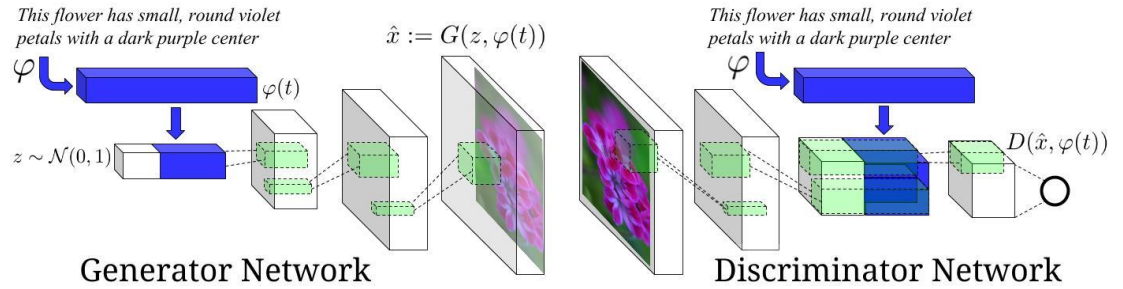 This flower has small, round violet
petals with a dark purple center
φ
φ(t)
z ∼ 𝒩(0, 1)
x̂ := G(z, φ(t))
Generator Network
This flower has small, round violet
petals with a dark purple center
φ
D(x̂, φ(t))
Discriminator Network